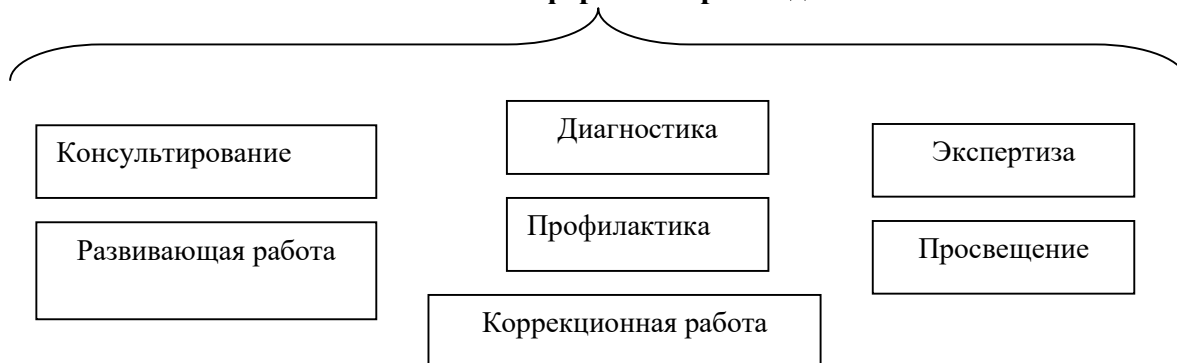 Консультирование
Диагностика
Экспертиза
Развивающая работа
Профилактика
Просвещение
Коррекционная работа